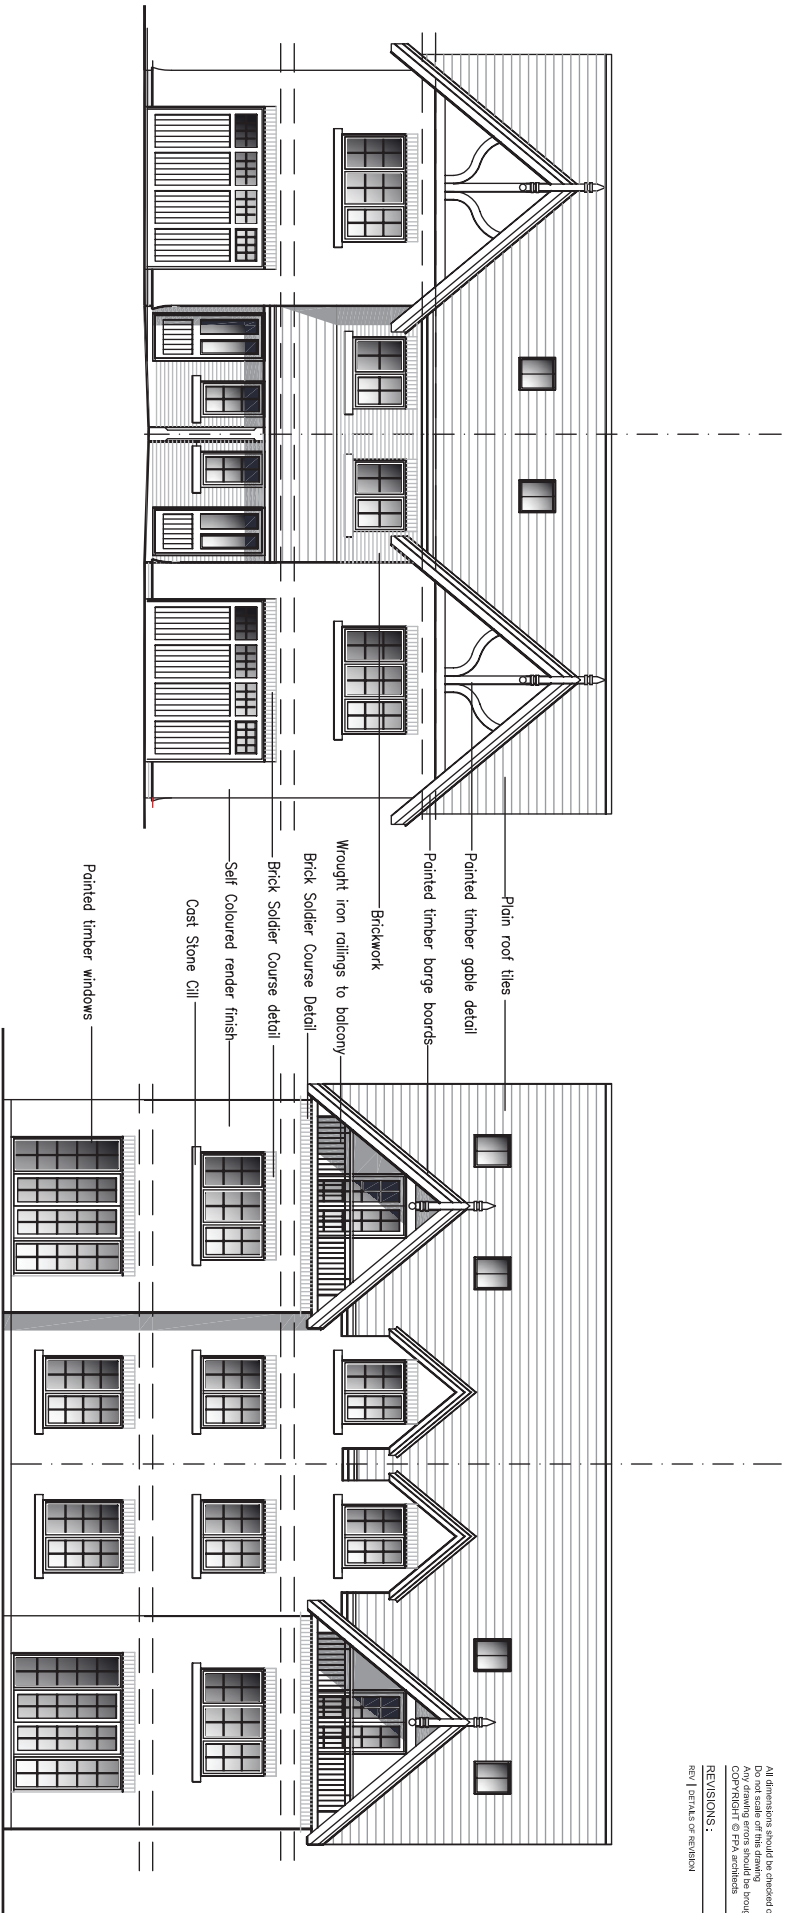 Plain roof tiles
Painted timber gable detail
Painted timber barge boards
Brickwork
Wrought iron railings to balcony
Brick Soldier Course Detail
Brick Soldier Course detail
Self Coloured render finish
Cast Stone Cill
Painted timber windows
All dimensions should be checked
Do not scale off this drawing
Any drawing errors should be
COPYRIGHT © FPA architects
REVISIONS :
REV DETAILS OF REVISION